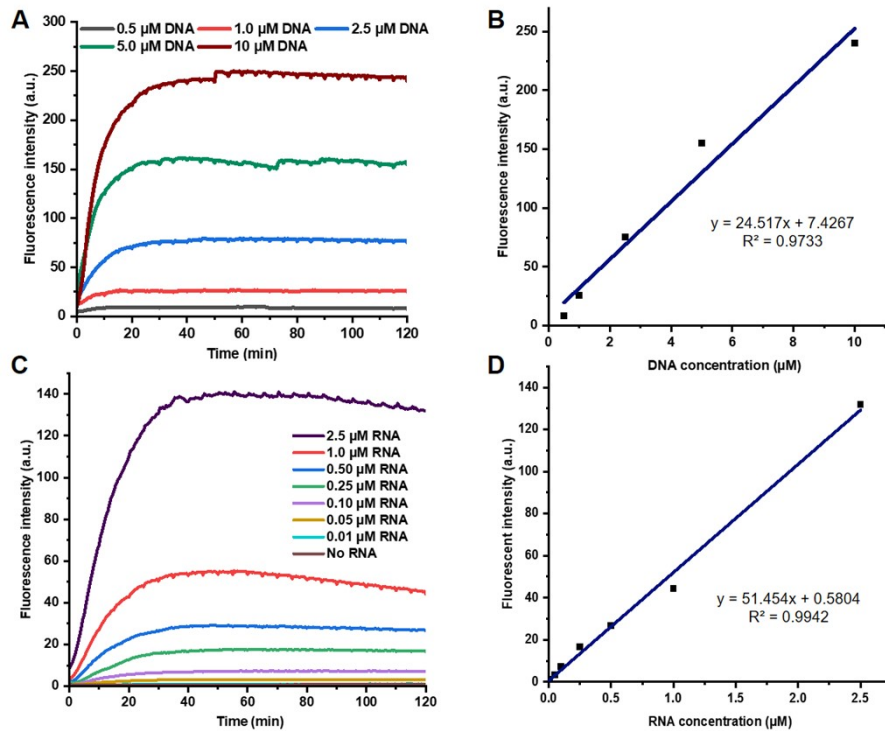 A
0.5 µM DNA 1.0 µM DNA 2.5 µM DNA
5.0 µM DNA 10 µM DNA
Fluorescence intensity (a.u.)
300
250
200
150
100
50
0
0 20 40 60 80 100 120
Time (min)
B
Fluorescence intensity (a.u.)
250
200
150
100
50
0
y = 24.517x + 7.4267
R² = 0.9733
0 2 4 6 8 10
DNA concentration (µM)
C
Fluorescence intensity (a.u.)
140
120
100
80
60
40
20
0
2.5 µM RNA
1.0 µM RNA
0.50 µM RNA
0.25 µM RNA
0.10 µM RNA
0.05 µM RNA
0.01 µM RNA
No RNA
0 20 40 60 80 100 120
Time (min)
D
Fluorescent intensity (a.u.)
140
120
100
80
60
40
20
0
y = 51.454x + 0.5804
R² = 0.9942
0.0 0.5 1.0 1.5 2.0 2.5
RNA concentration (µM)